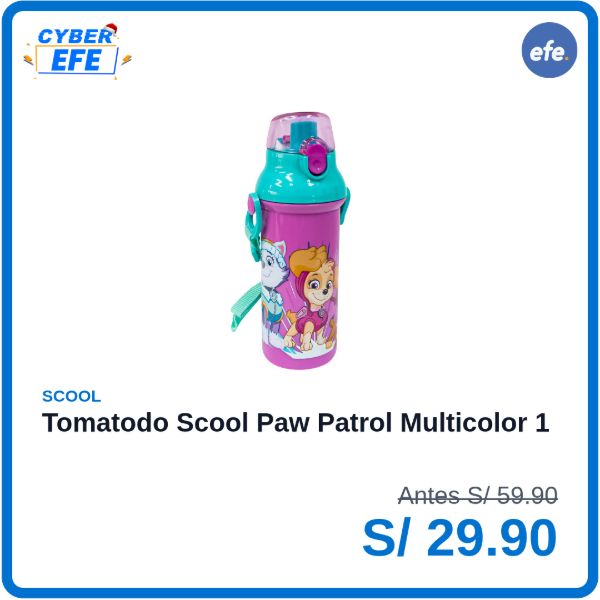 CYBER
EFE
efe.
SCOOL
Tomatodo Scool Paw Patrol Multicolor 1
Antes S/ 59.90
S/ 29.90